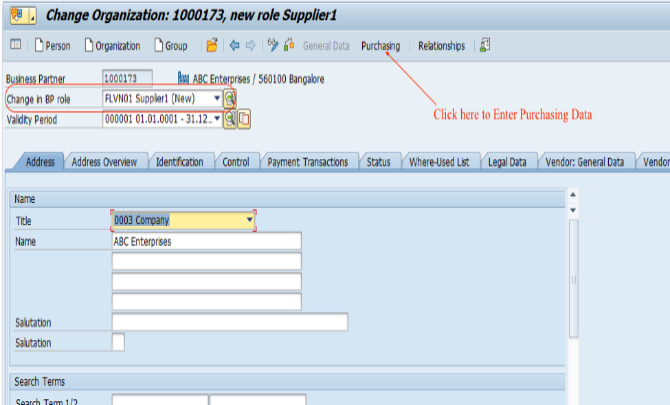 Change Organization: 1000173, new role Supplier1
Person Organization Group General Data Purchasing Relationships
Business Partner 1000173 ABC Enterprises / 560100 Bangalore
Change in BP role FLVN01 Supplier1 (New)
Click here to Enter Purchasing Data
Validity Period 000001 01.01.0001 - 31.12..
Address Address Overview Identification Control Payment Transactions Status Where-Used List Legal Data Vendor: General Data Vendor
Name
Title 0003 Company
Name ABC Enterprises
Salutation
Salutation
Search Terms
Search Term 1/2